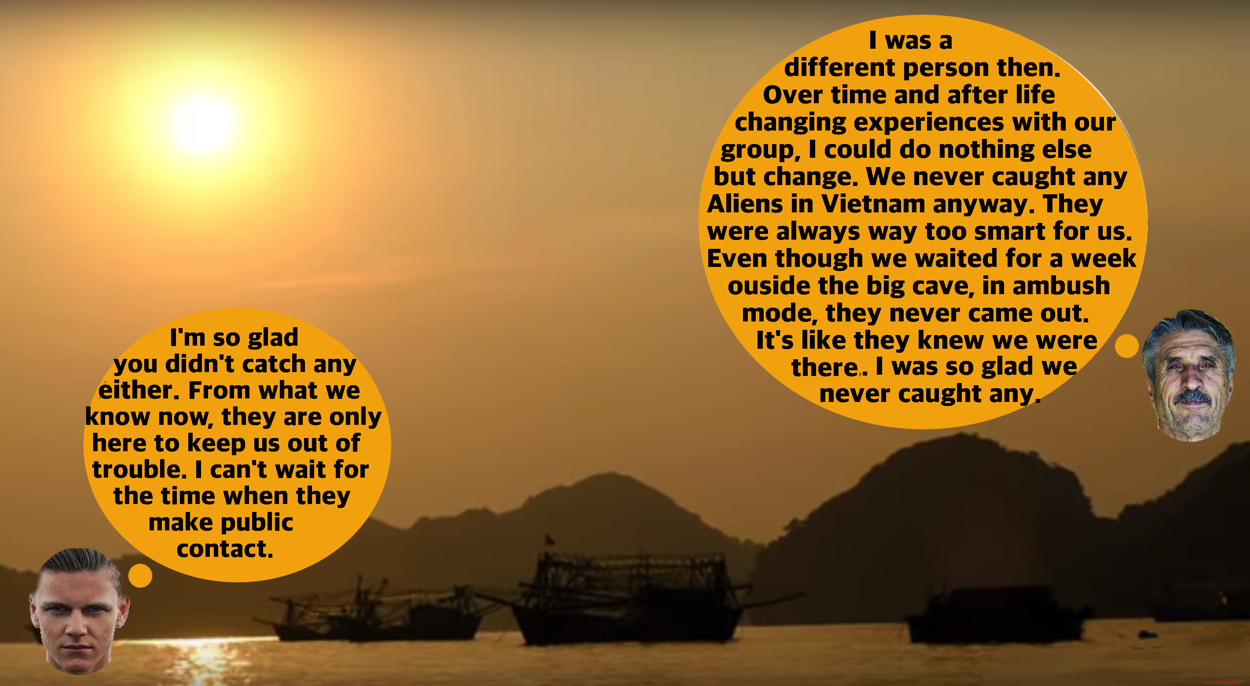 I was a
different person then.
Over time and after life
changing experiences with our
group, I could do nothing else
but change. We never caught any
Aliens in Vietnam anyway. They
were always way too smart for us.
Even though we waited for a week
ouside the big cave, in ambush
mode, they never came out.
It's like they knew we were
there.. I was so glad we
never caught any.
I'm so glad
you didn't catch any
either. From what we
know now, they are only
here to keep us out of
trouble. I can't wait for
the time when they
make public
contact.